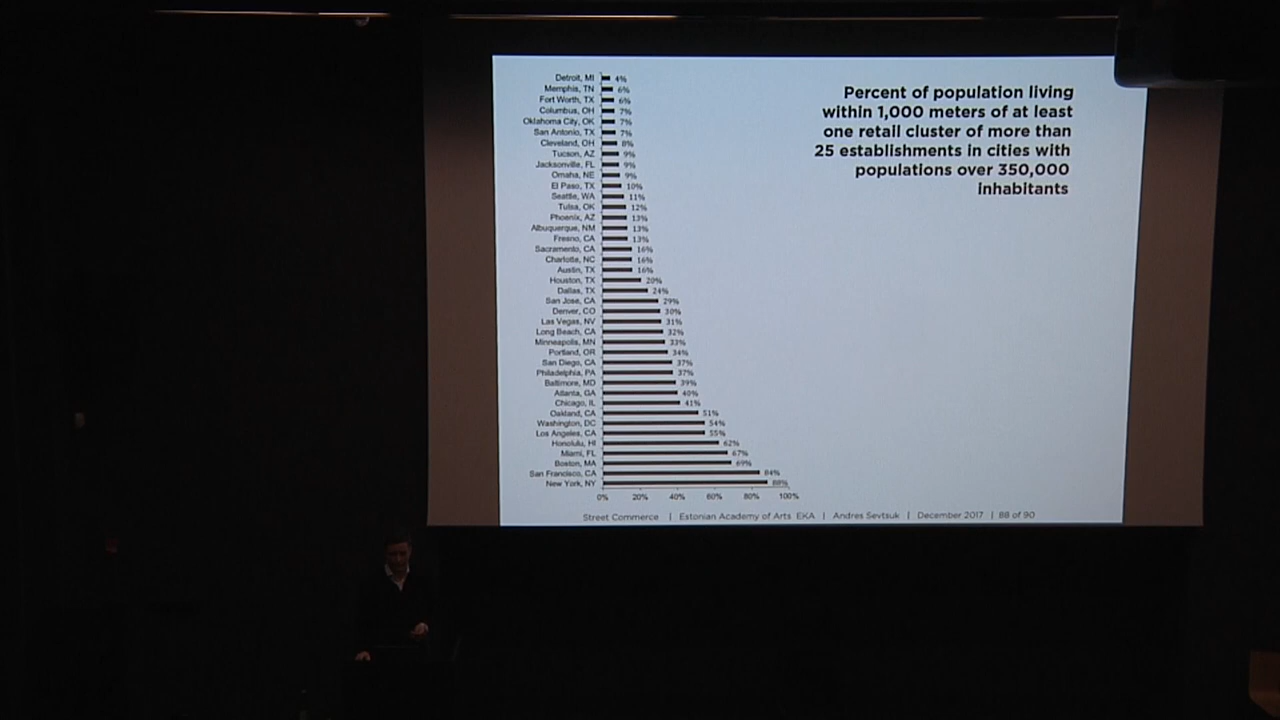 Percent of population living
within 1,000 meters of at least
one retail cluster of more than
25 establishments in cities with
populations over 350,000
inhabitants
Detroit, MI 4%
Memphis, TN 6%
Fort Worth, TX 6%
Columbus, OH 7%
Oklahoma City, OK 7%
San Antonio, TX 7%
Cleveland, OH 8%
Tucson, AZ 9%
Jacksonville, FL 9%
Omaha, NE 9%
El Paso, TX 10%
Seattle, WA 11%
Tulsa, OK 12%
Phoenix, AZ 13%
Albuquerque, NM 13%
Fresno, CA 13%
Sacramento, CA 16%
Charlotte, NC 16%
Austin, TX 16%
Houston, TX 20%
Dallas, TX 24%
San Jose, CA 29%
Denver, CO 30%
Las Vegas, NV 31%
Long Beach, CA 32%
Minneapolis, MN 33%
Portland, OR 34%
San Diego, CA 37%
Philadelphia, PA 37%
Baltimore, MD 39%
Atlanta, GA 40%
Chicago, IL 41%
Oakland, CA 51%
Washington, DC 54%
Los Angeles, CA 55%
Honolulu, HI 62%
Miami, FL 67%
Boston, MA 69%
San Francisco, CA 84%
New York, NY 88%
0% 20% 40% 60% 80% 100%
Street Commerce | Estonian Academy of Arts EKA | Andres Sevtsuk | December 2017 | 88 of 90